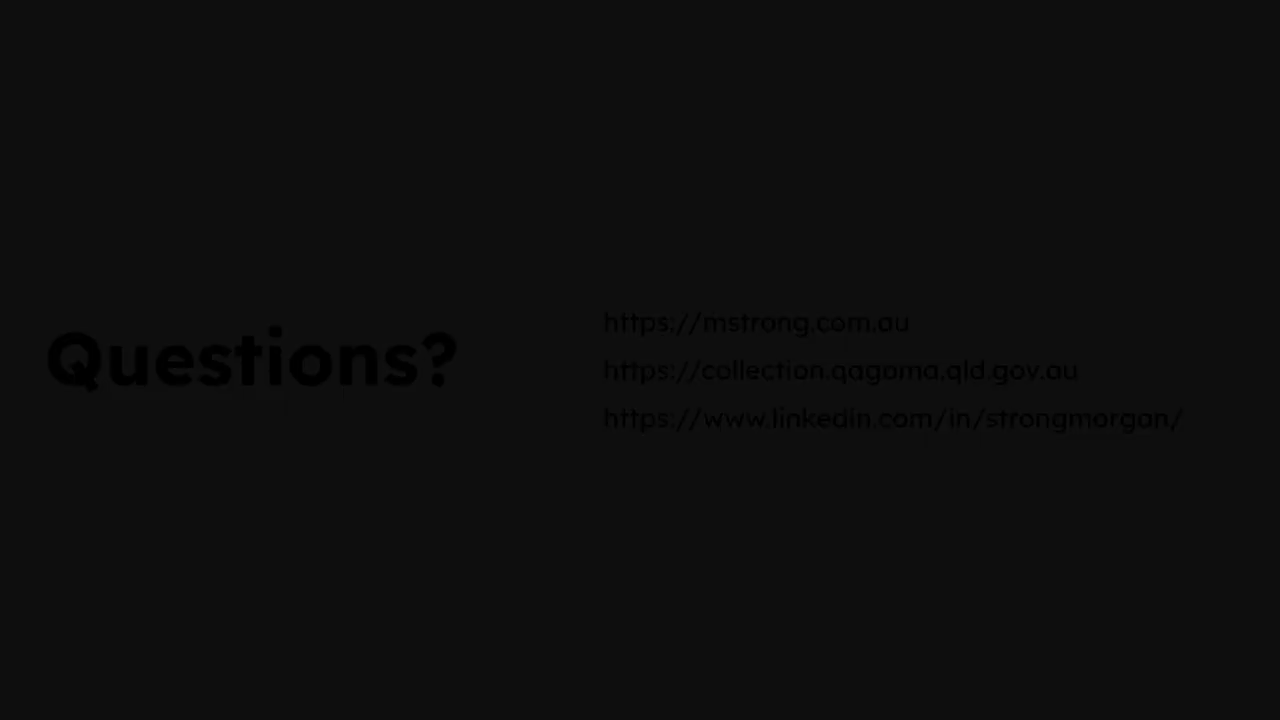 Questions?
https://mstrong.com.au
https://collection.qagoma.qld.gov.au
https://www.linkedin.com/in/strongmorgan/